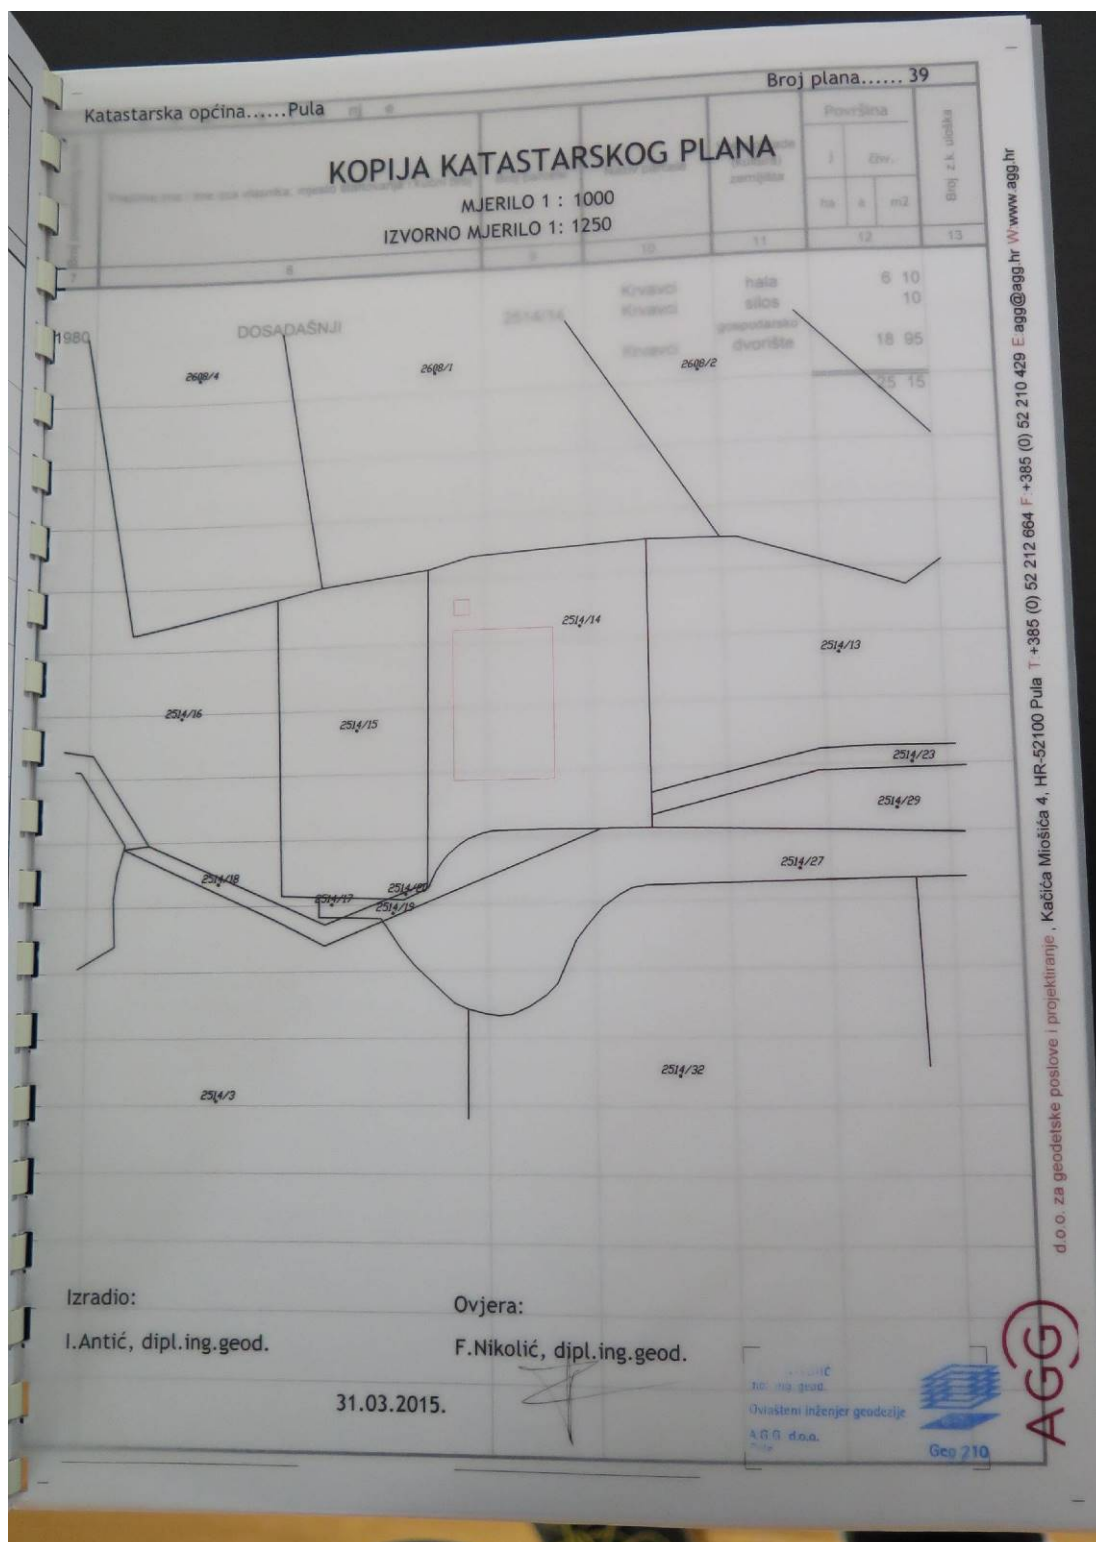 Broj plana...... 39
Katastarska općina......Pula
KOPIJA KATASTARSKOG PLANA
MJERILO 1 : 1000
IZVORNO MJERILO 1: 1250
Površina
Broj z.k. uloška
zemljišta
ha a m2
7 8 9 10 11 12 13
Krvavci hala 6 10
Krvavci silos 10
1980 DOSADAŠNJI 2514/14 gospodarsko
Krvavci dvorište 18 95
25 15
2608/4
2608/1
2608/2
2514/14
2514/13
2514/16
2514/15
2514/23
2514/29
2514/27
2514/18
2514/17
2514/20
2514/19
2514/32
2514/3
Izradio:
I.Antić, dipl.ing.geod.
Ovjera:
F.Nikolić, dipl.ing.geod.
31.03.2015.
Ovlašteni inženjer geodezije
A.G.G. d.o.o.
Geo 210
AGG
d.o.o. za geodetske poslove i projektiranje, Kačića Miošića 4, HR-52100 Pula T:+385 (0) 52 212 664 F:+385 (0) 52 210 429 E:agg@agg.hr W:www.agg.hr